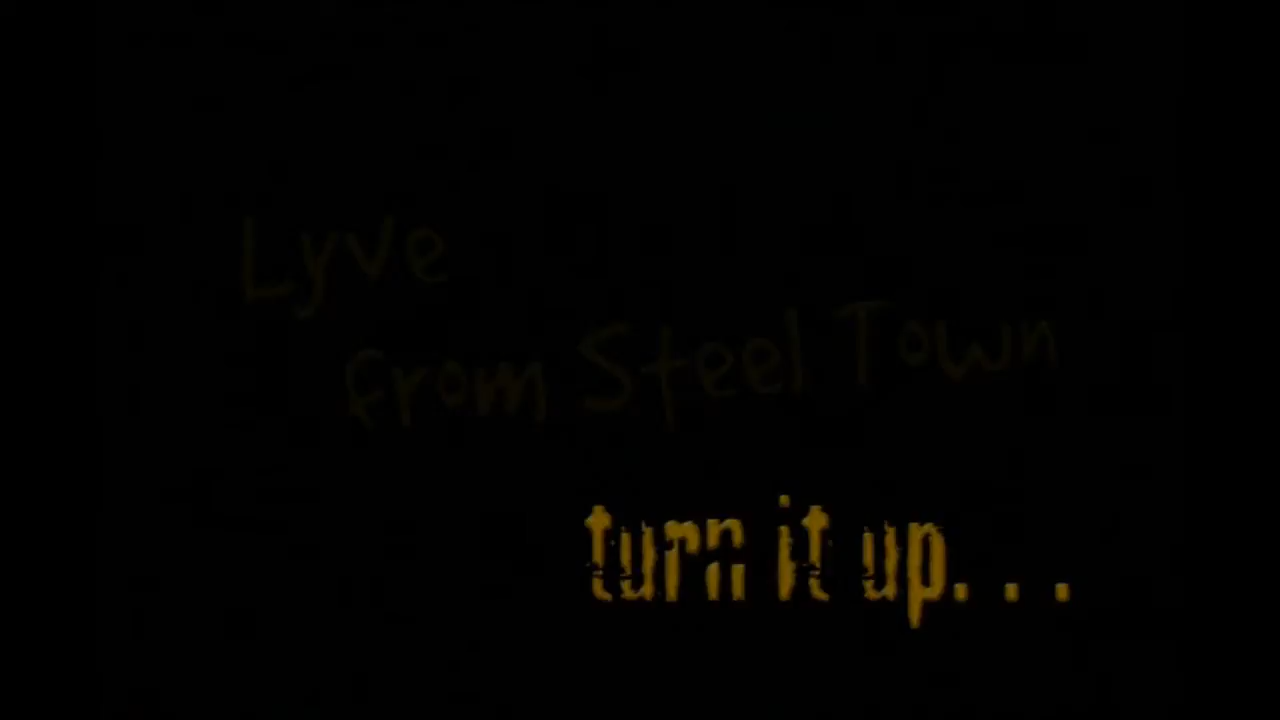 Lyve
from Steel Town
turn it up. . .